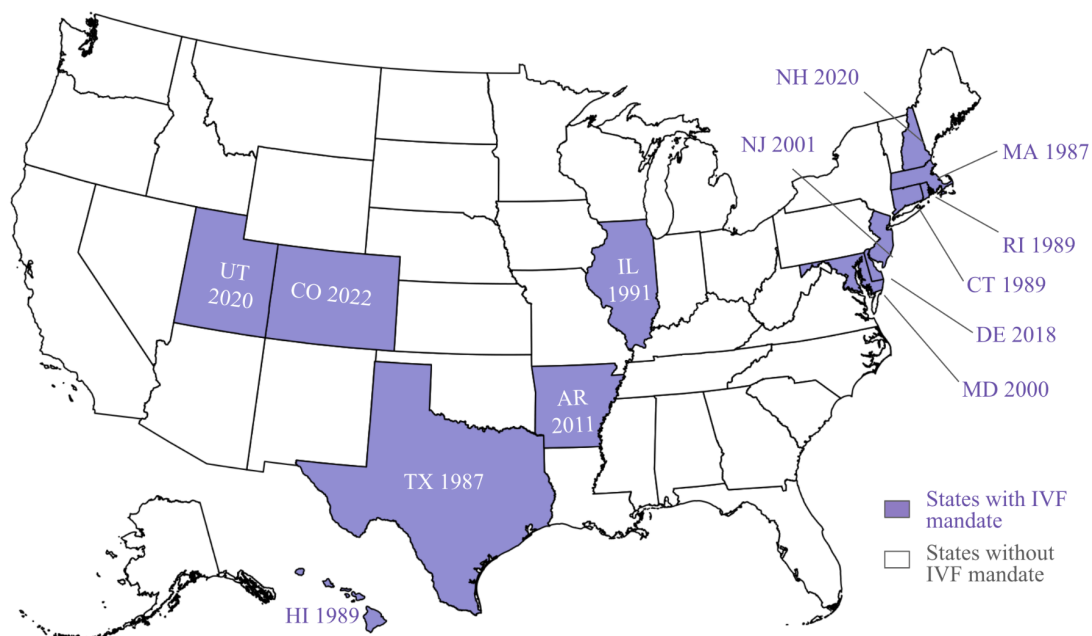 NH 2020
NJ 2001
MA 1987
RI 1989
UT
2020
CO 2022
IL
1991
CT 1989
DE 2018
MD 2000
AR
2011
TX 1987
States with IVF
mandate
States without
IVF mandate
HI 1989